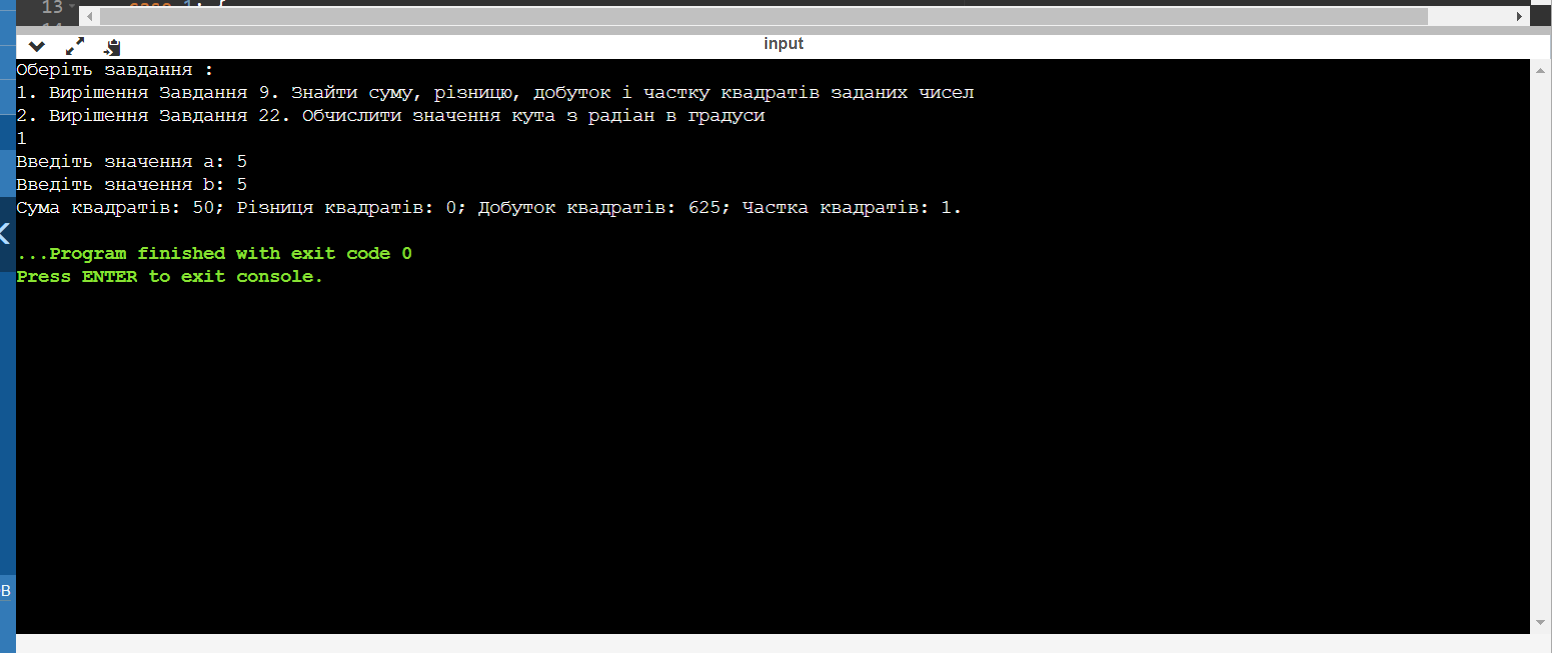 13
input
Оберіть завдання :
1. Вирішення Завдання 9. Знайти суму, різницю, добуток і частку квадратів заданих чисел
2. Вирішення Завдання 22. Обчислити значення кута з радіан в градуси
1
Введіть значення a: 5
Введіть значення b: 5
Сума квадратів: 50; Різниця квадратів: 0; Добуток квадратів: 625; Частка квадратів: 1.
...Program finished with exit code 0
Press ENTER to exit console.